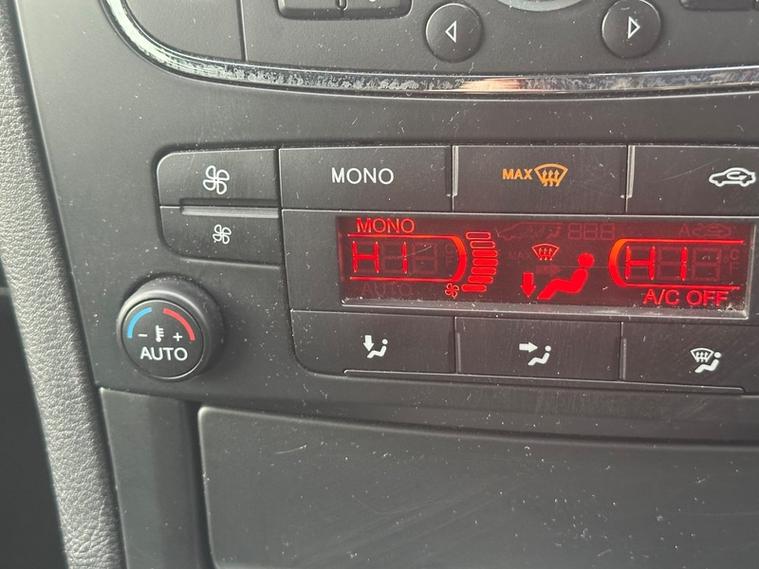 MONO
MAX
MONO
HI
HI
A/C OFF
- +
AUTO